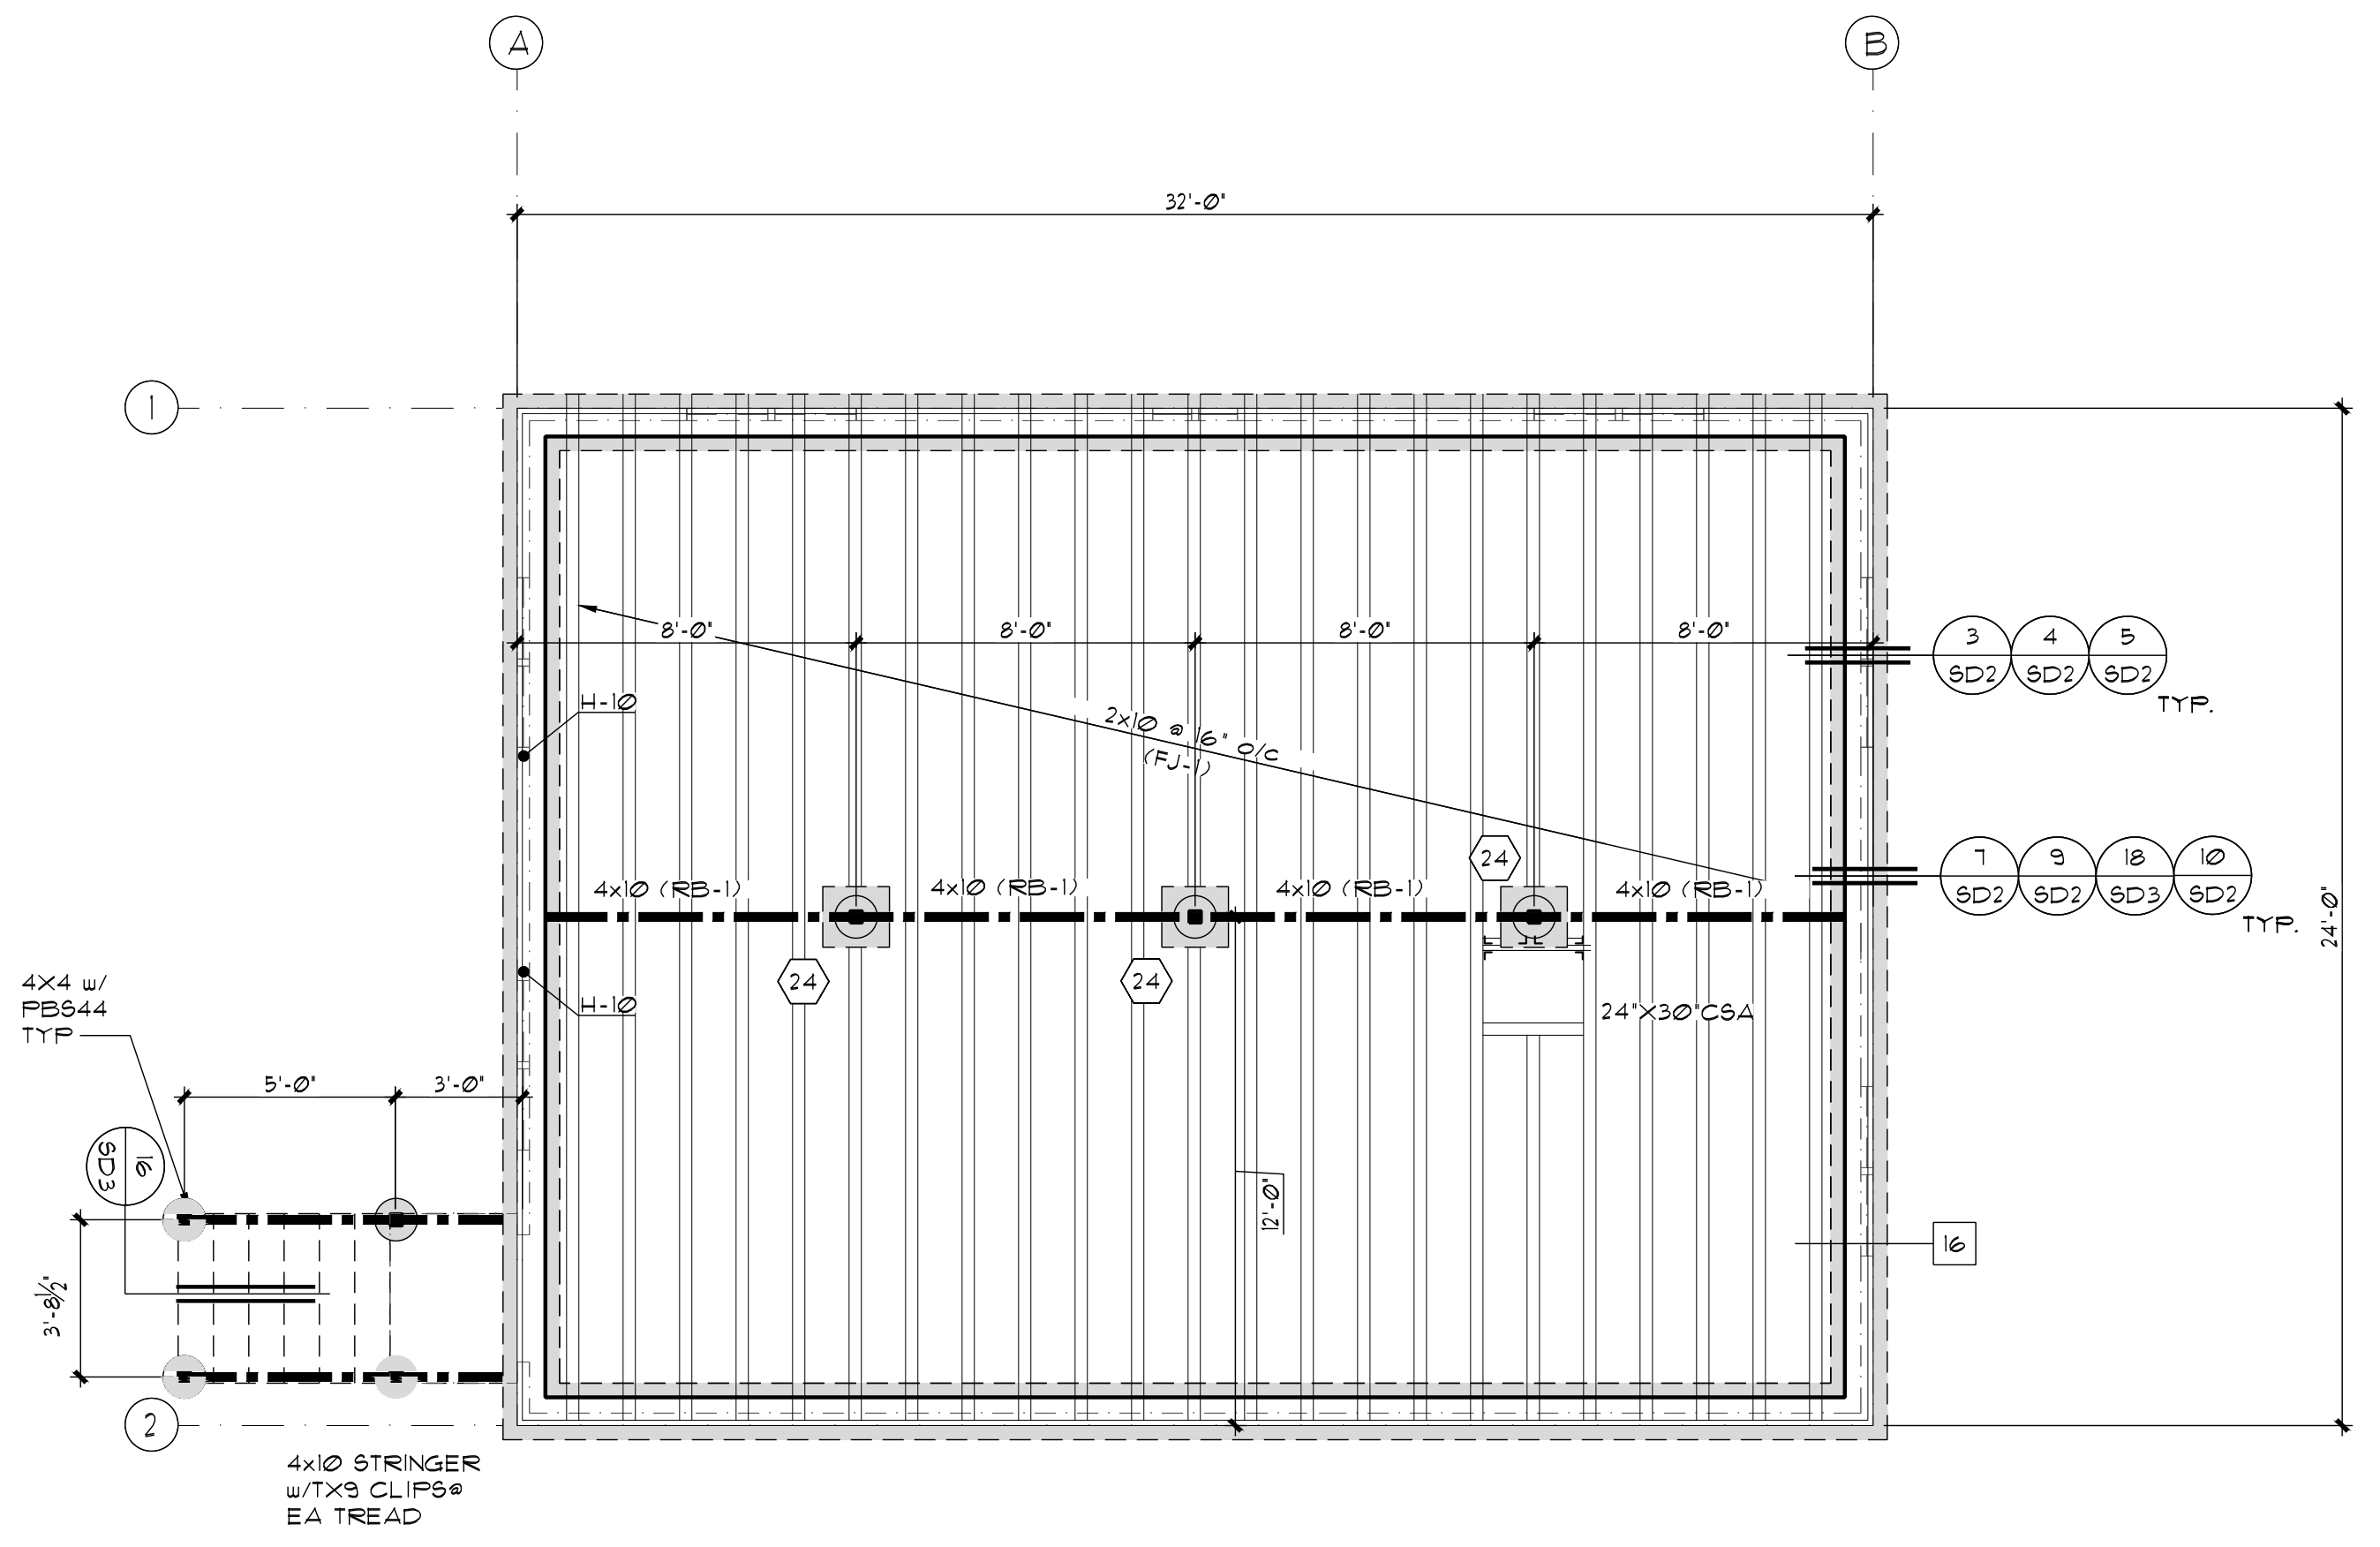 A
B
32'-0"
1
8'-0"
8'-0"
8'-0"
8'-0"
3
4
5
SD2
SD2
SD2
TYP.
H-10
2x10 @ 16" O/C
(FJ-1)
24
7
9
18
10
SD2
SD2
SD3
SD2
TYP.
4x10 (RB-1)
4x10 (RB-1)
4x10 (RB-1)
4x10 (RB-1)
24'-0"
24
24
4X4 w/
PBS44
TYP
H-10
24"X30"CSA
5'-0"
3'-0"
16
SD3
12'-0"
16
3'-8½"
2
4x10 STRINGER
w/TX9 CLIPS@
EA TREAD